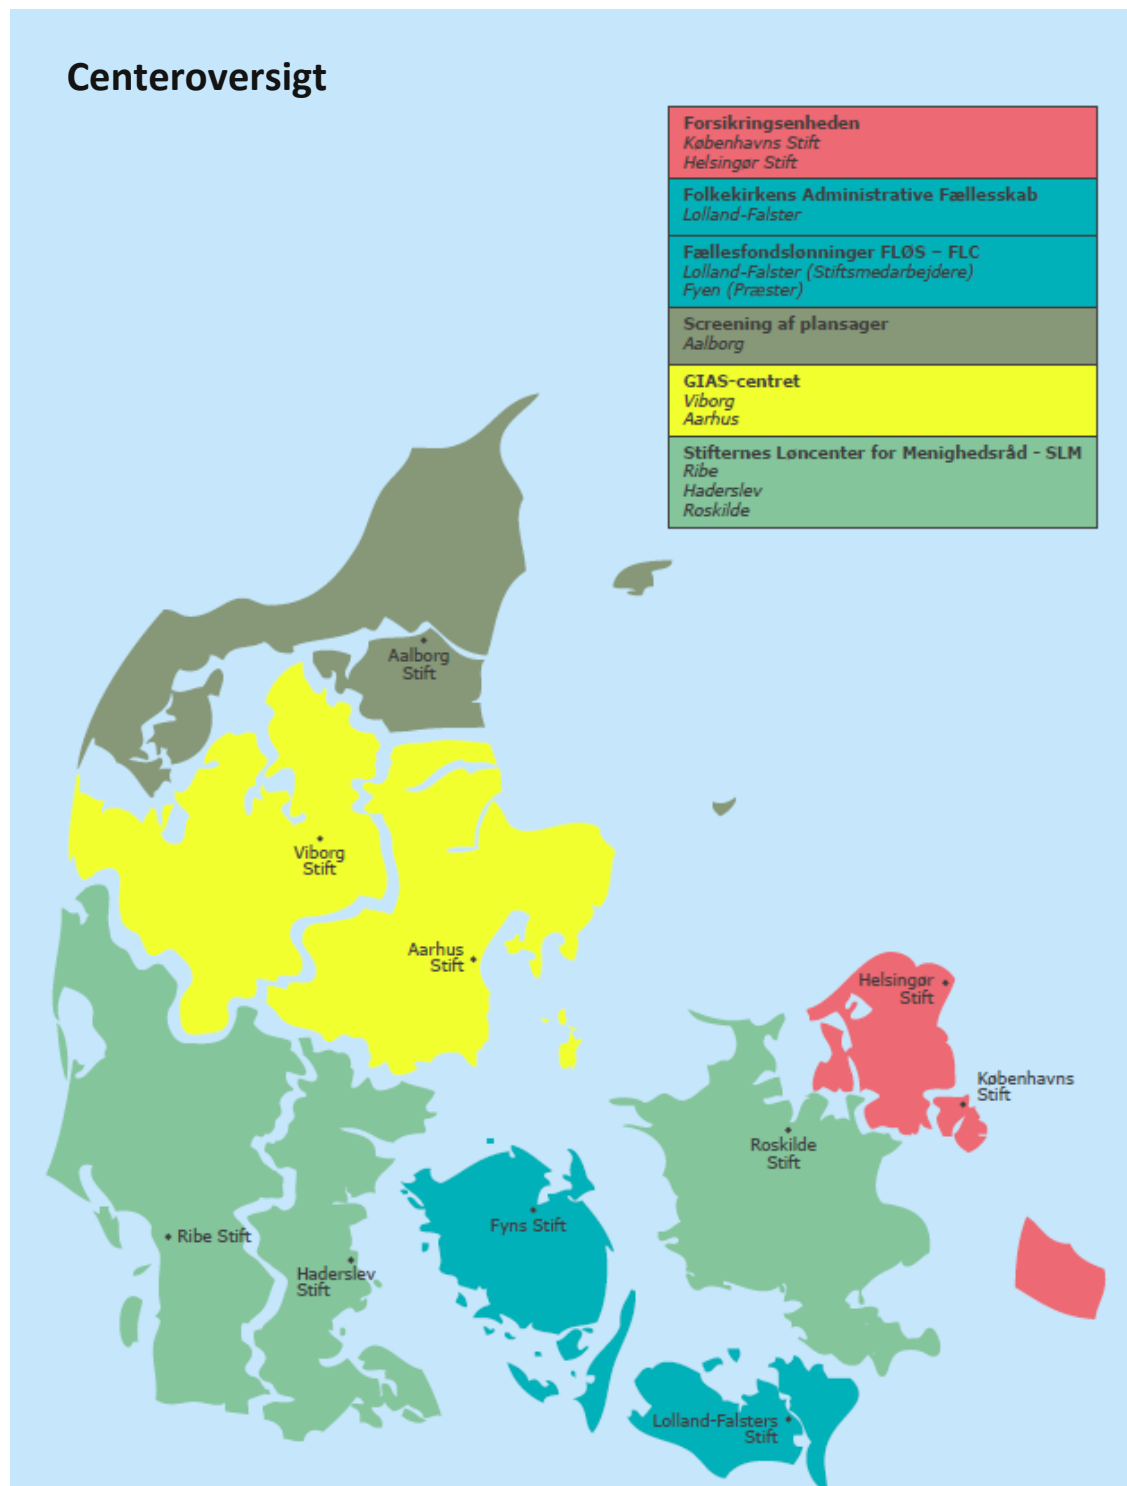 Centeroversigt
Forsikringsenheden
Københavns Stift
Helsingør Stift
Folkekirkens Administrative Fællesskab
Lolland-Falster
Fællesfondslønninger FLØS – FLC
Lolland-Falster (Stiftsmedarbejdere)
Fyen (Præster)
Screening af plansager
Aalborg
GIAS-centret
Viborg
Aarhus
Stifternes Løncenter for Menighedsråd - SLM
Ribe
Haderslev
Roskilde
Aalborg
Stift
Viborg
Stift
Aarhus
Stift
Helsingør
Stift
Københavns
Stift
Roskilde
Stift
Fyns Stift
Ribe Stift
Haderslev
Stift
Lolland-Falsters
Stift